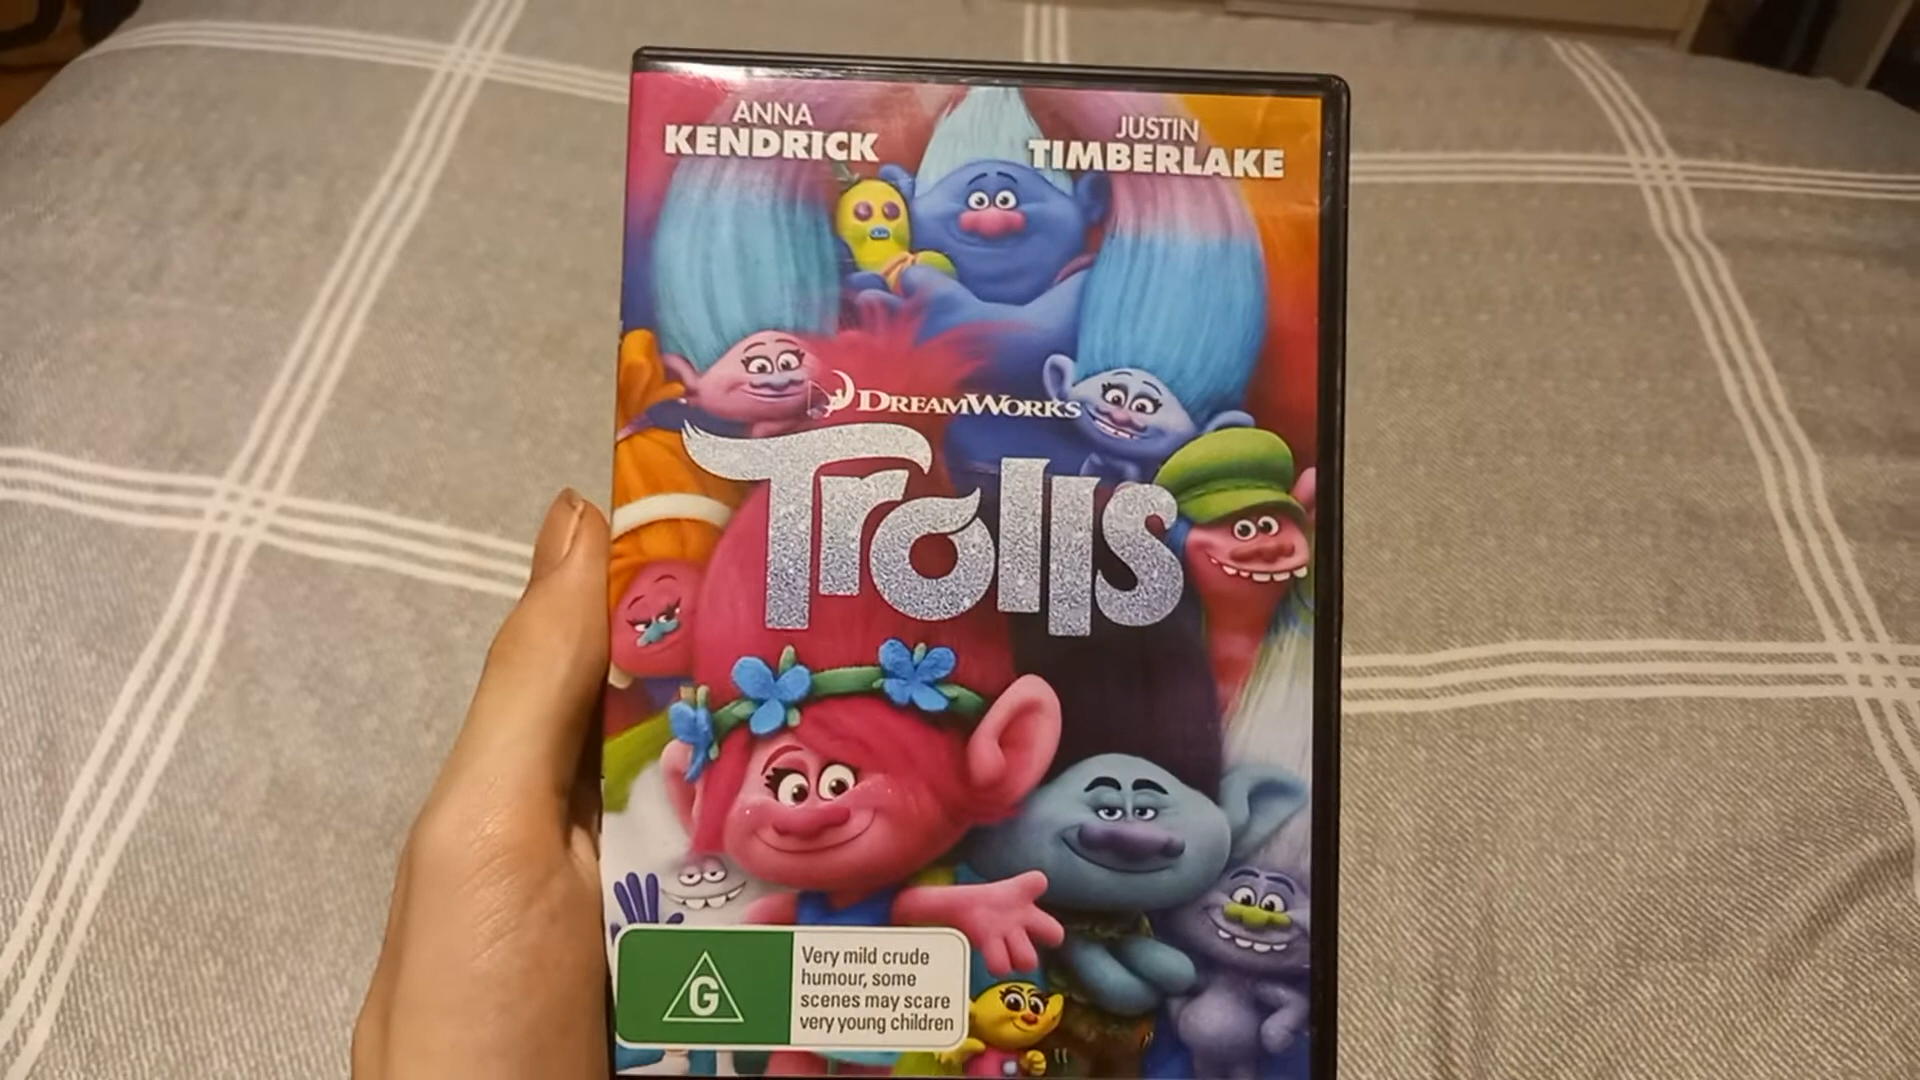 ANNA
KENDRICK
JUSTIN
TIMBERLAKE
DREAMWORKS
Trolls
G
Very mild crude
humour, some
scenes may scare
very young children